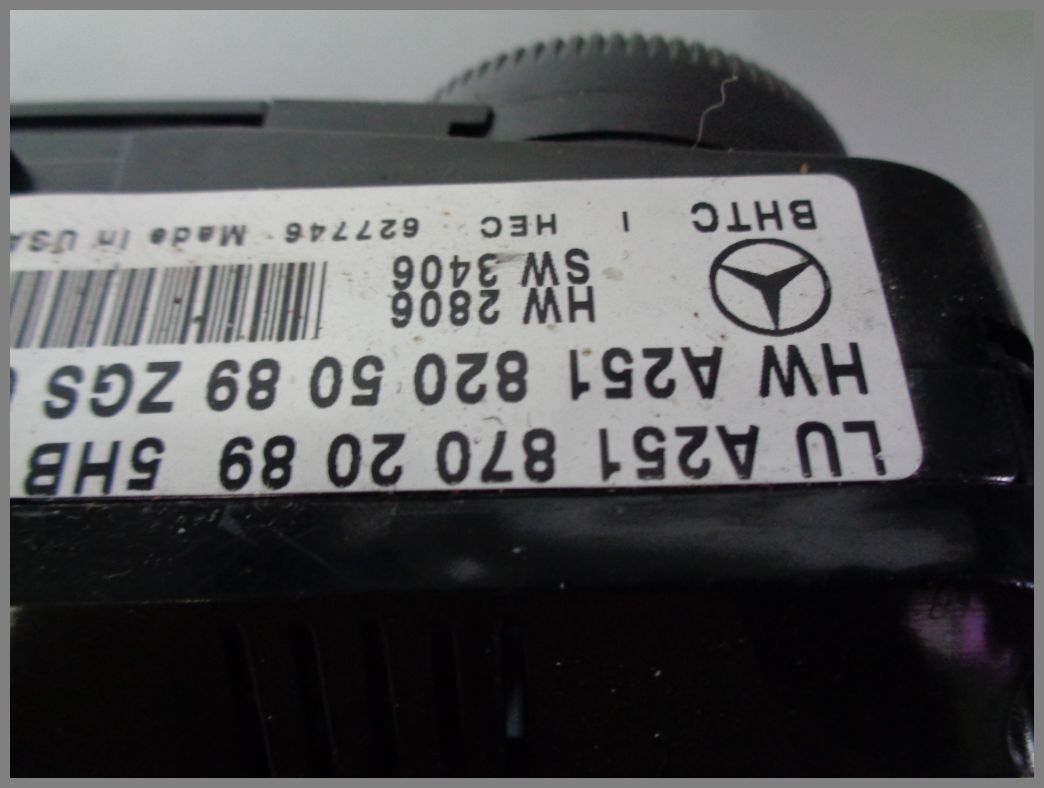 LU A251 870 20 89 5HB
HW A251 820 50 89 ZGS
HW 2806
SW 3406
BHTC I HEC 627746 Made in USA